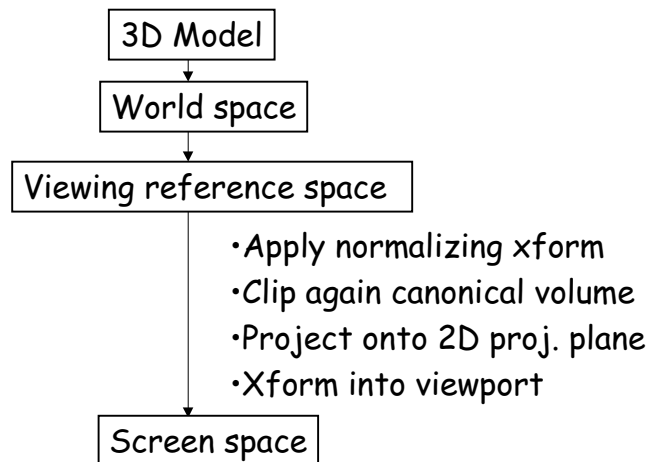 3D Model
World space
Viewing reference space
•Apply normalizing xform
•Clip again canonical volume
•Project onto 2D proj. plane
•Xform into viewport
Screen space